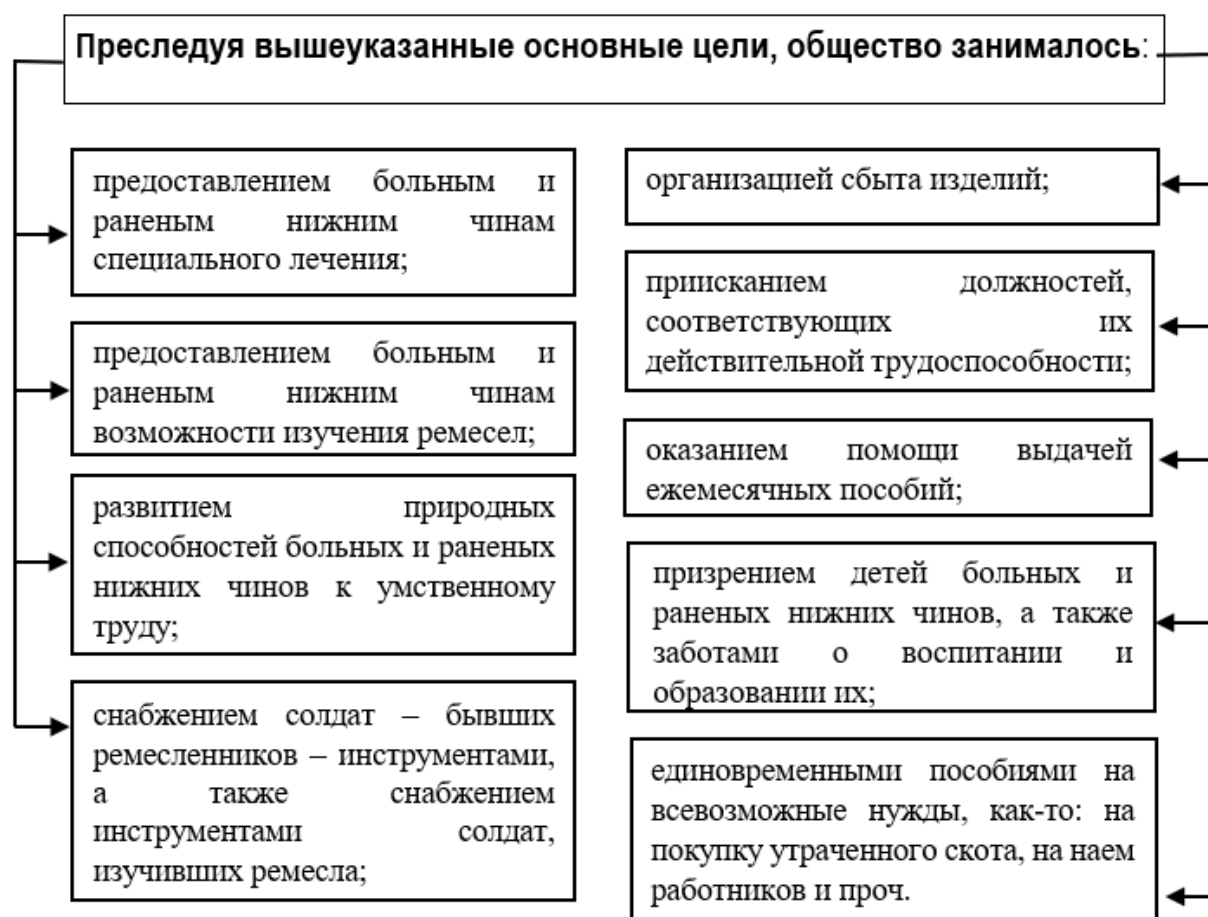 Преследуя вышеуказанные основные цели, общество занималось:
предоставлением больным и
раненым нижним чинам
специального лечения;
предоставлением больным и
раненым нижним чинам
возможности изучения ремесел;
развитием природных
способностей больных и раненых
нижних чинов к умственному
труду;
снабжением солдат – бывших
ремесленников – инструментами,
а также снабжением
инструментами солдат,
изучивших ремесла;
организацией сбыта изделий;
приисканием должностей,
соответствующих их
действительной трудоспособности;
оказанием помощи выдачей
ежемесячных пособий;
призрением детей больных и
раненых нижних чинов, а также
заботами о воспитании и
образовании их;
единовременными пособиями на
всевозможные нужды, как-то: на
покупку утраченного скота, на наем
работников и проч.